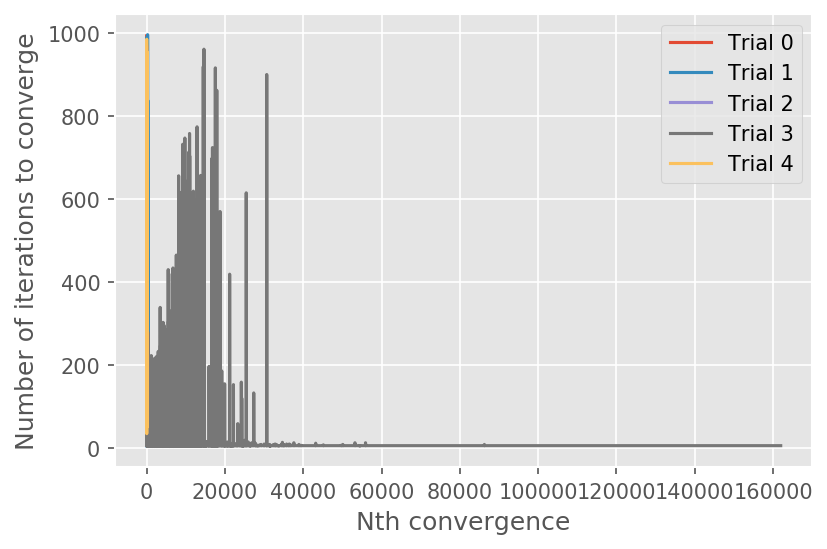 Number of iterations to converge
1000
800
600
400
200
0
Trial 0
Trial 1
Trial 2
Trial 3
Trial 4
0 20000 40000 60000 80000 100000 120000 140000 160000
Nth convergence